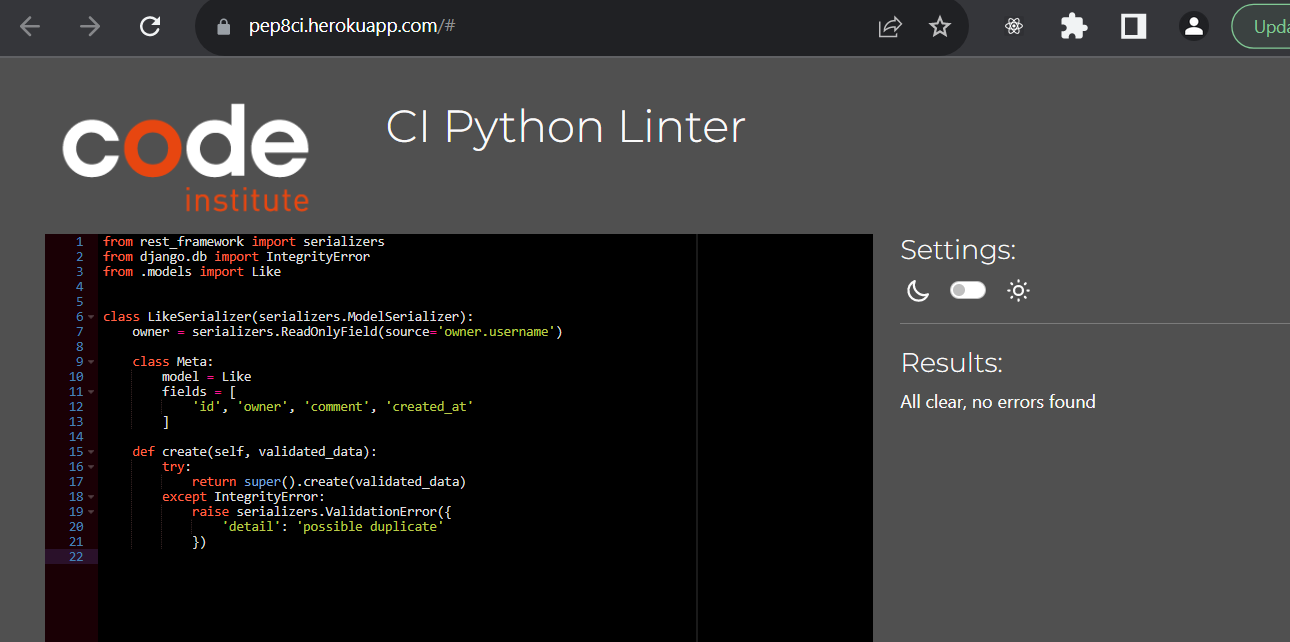 pep8ci.herokuapp.com/#
Upda
code
institute
CI Python Linter
1 from rest_framework import serializers
2 from django.db import IntegrityError
3 from .models import Like
4
5
6 class LikeSerializer(serializers.ModelSerializer):
7     owner = serializers.ReadOnlyField(source='owner.username')
8
9     class Meta:
10         model = Like
11         fields = [
12             'id', 'owner', 'comment', 'created_at'
13         ]
14
15     def create(self, validated_data):
16         try:
17             return super().create(validated_data)
18         except IntegrityError:
19             raise serializers.ValidationError({
20                 'detail': 'possible duplicate'
21             })
22
Settings:
Results:
All clear, no errors found